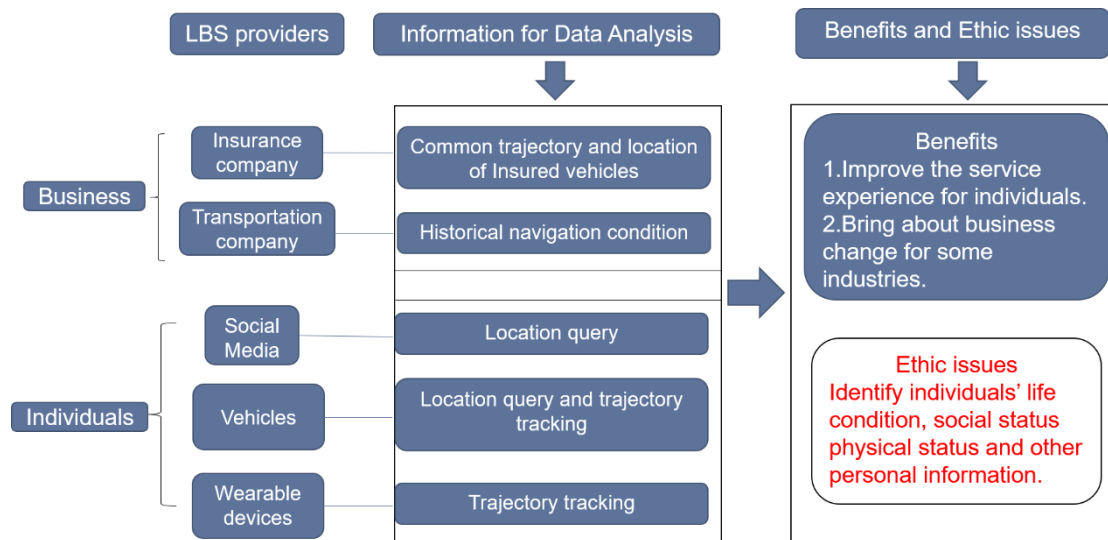 LBS providers
Information for Data Analysis
Benefits and Ethic issues
Business
Insurance
company
Common trajectory and location
of Insured vehicles
Transportation
company
Historical navigation condition
Individuals
Social
Media
Location query
Vehicles
Location query and trajectory
tracking
Wearable
devices
Trajectory tracking
Benefits
1.Improve the service
experience for individuals.
2.Bring about business
change for some
industries.
Ethic issues
Identify individuals’ life
condition, social status
physical status and other
personal information.